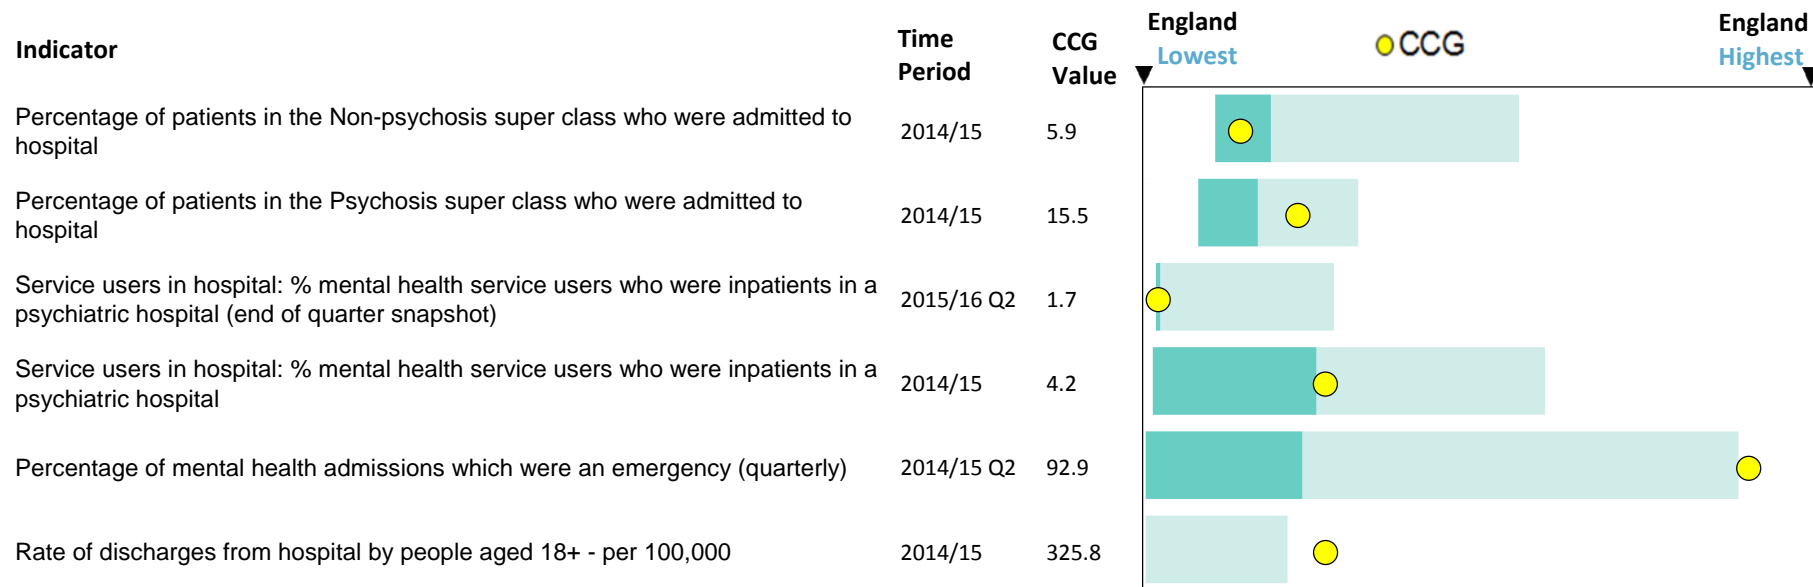 Indicator
Time Period
CCG Value
England Lowest
CCG
England Highest
Percentage of patients in the Non-psychosis super class who were admitted to
hospital
2014/15
5.9
Percentage of patients in the Psychosis super class who were admitted to
hospital
2014/15
15.5
Service users in hospital: % mental health service users who were inpatients in a
psychiatric hospital (end of quarter snapshot)
2015/16 Q2
1.7
Service users in hospital: % mental health service users who were inpatients in a
psychiatric hospital
2014/15
4.2
Percentage of mental health admissions which were an emergency (quarterly)
2014/15 Q2
92.9
Rate of discharges from hospital by people aged 18+ - per 100,000
2014/15
325.8